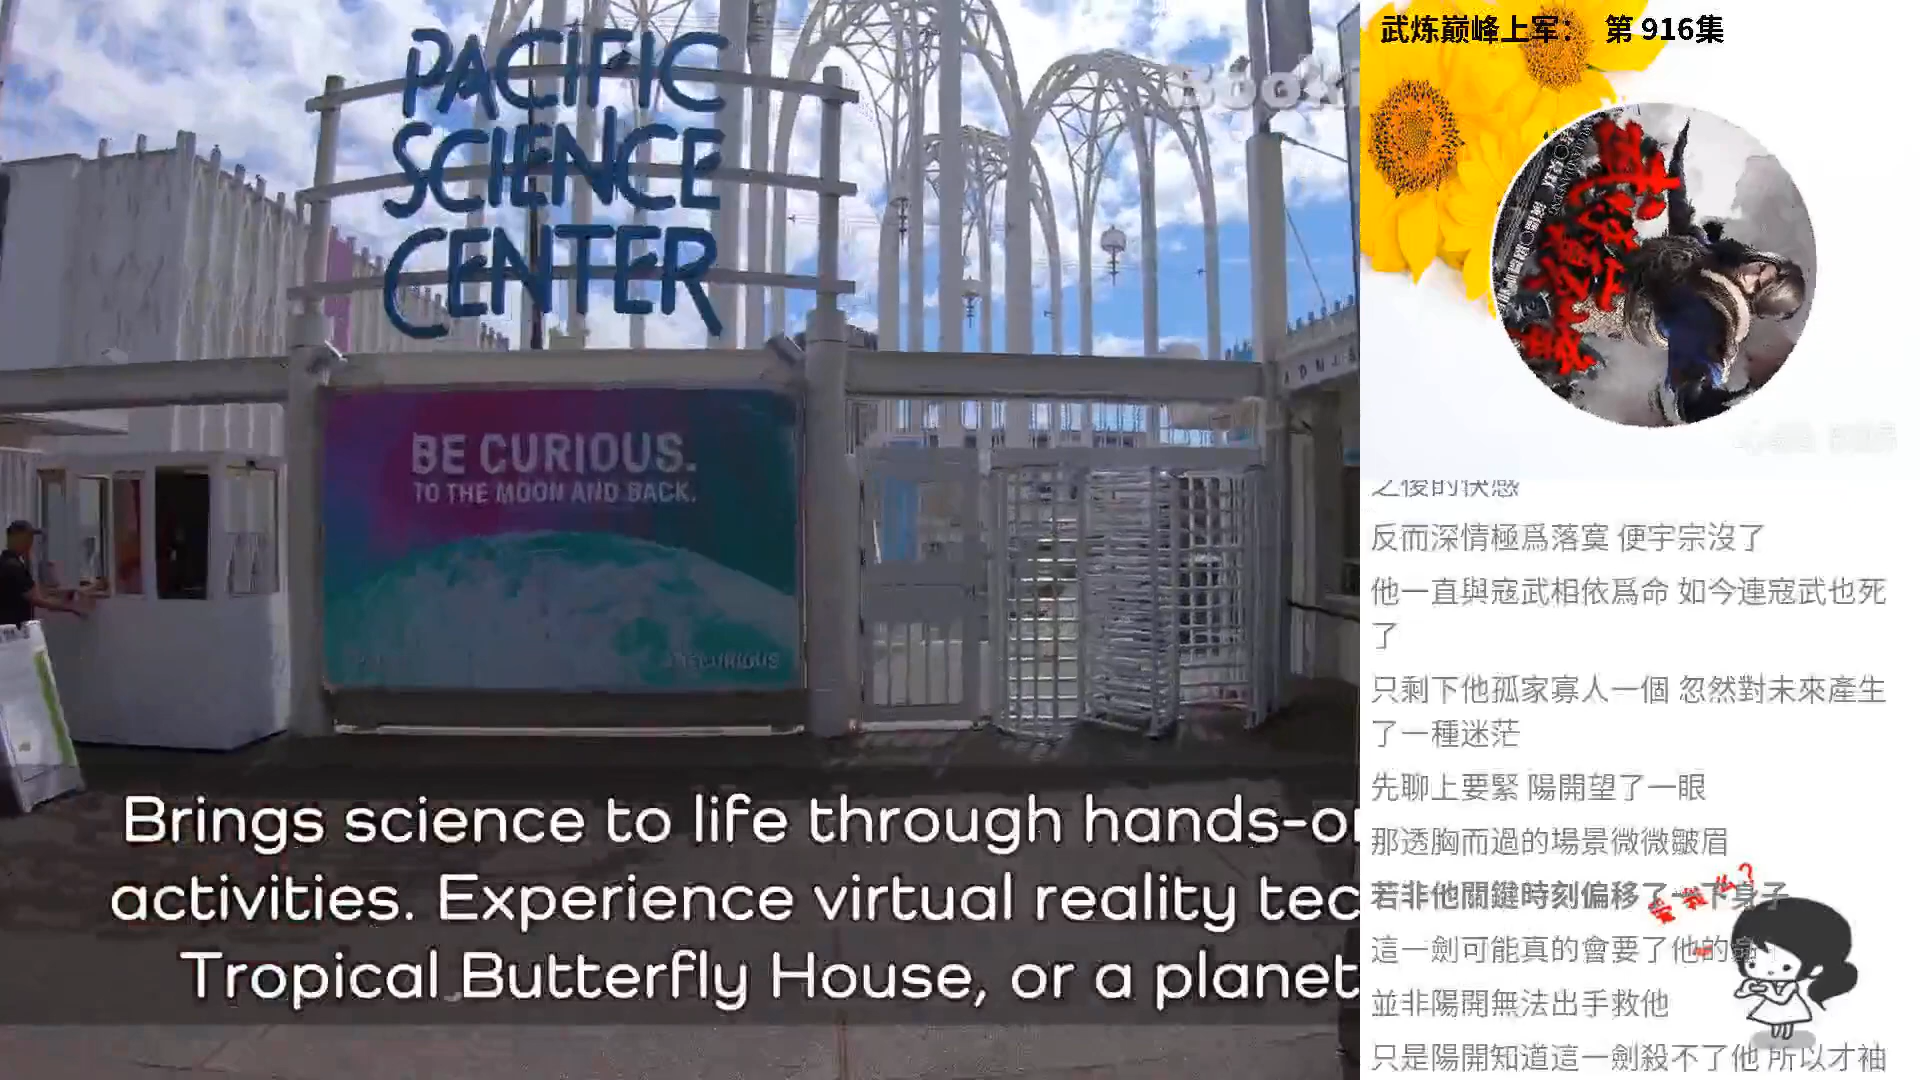 PACIFIC
SCIENCE
CENTER
BE CURIOUS.
TO THE MOON AND BACK.
Brings science to life through hands-on
activities. Experience virtual reality tec
Tropical Butterfly House, or a planet
武炼巅峰上军： 第 916集
之後的快感
反而深情極爲落寞 便宇宗沒了
他一直與寇武相依爲命 如今連寇武也死
了
只剩下他孤家寡人一個 忽然對未來產生
了一種迷茫
先聊上要緊 陽開望了一眼
那透胸而過的場景微微皺眉
若非他關鍵時刻偏移了一下身子
這一劍可能真的會要了他的命
並非陽開無法出手救他
只是陽開知道這一劍殺不了他 所以才袖